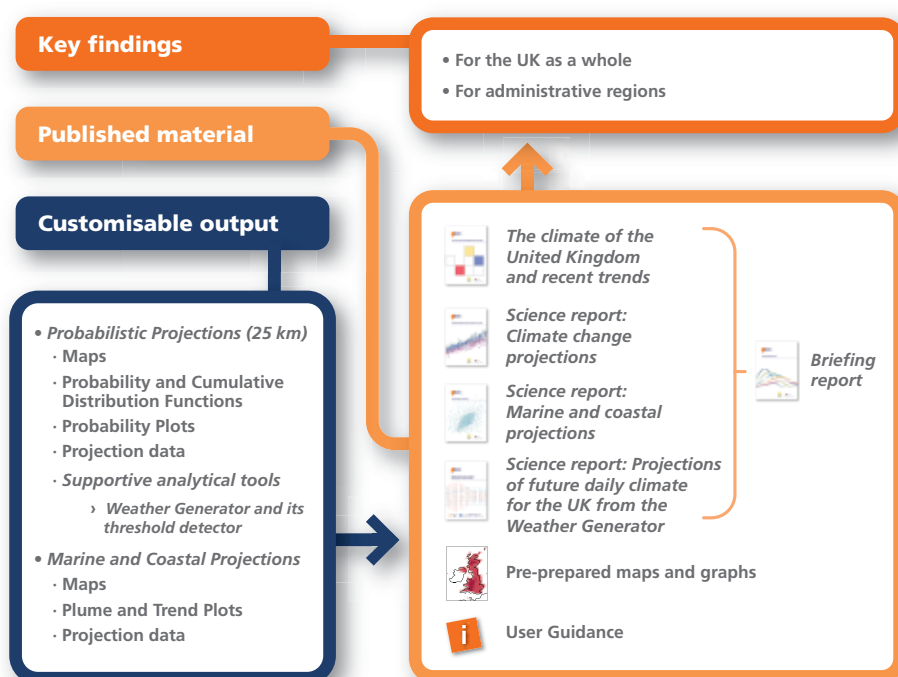 Key findings
• For the UK as a whole
• For administrative regions
Published material
Customisable output
• Probabilistic Projections (25 km)
· Maps
· Probability and Cumulative
Distribution Functions
· Probability Plots
· Projection data
· Supportive analytical tools
› Weather Generator and its
threshold detector
• Marine and Coastal Projections
· Maps
· Plume and Trend Plots
· Projection data
The climate of the
United Kingdom
and recent trends
Science report:
Climate change
projections
Science report:
Marine and coastal
projections
Science report: Projections
of future daily climate
for the UK from the
Weather Generator
Briefing
report
Pre-prepared maps and graphs
i
User Guidance